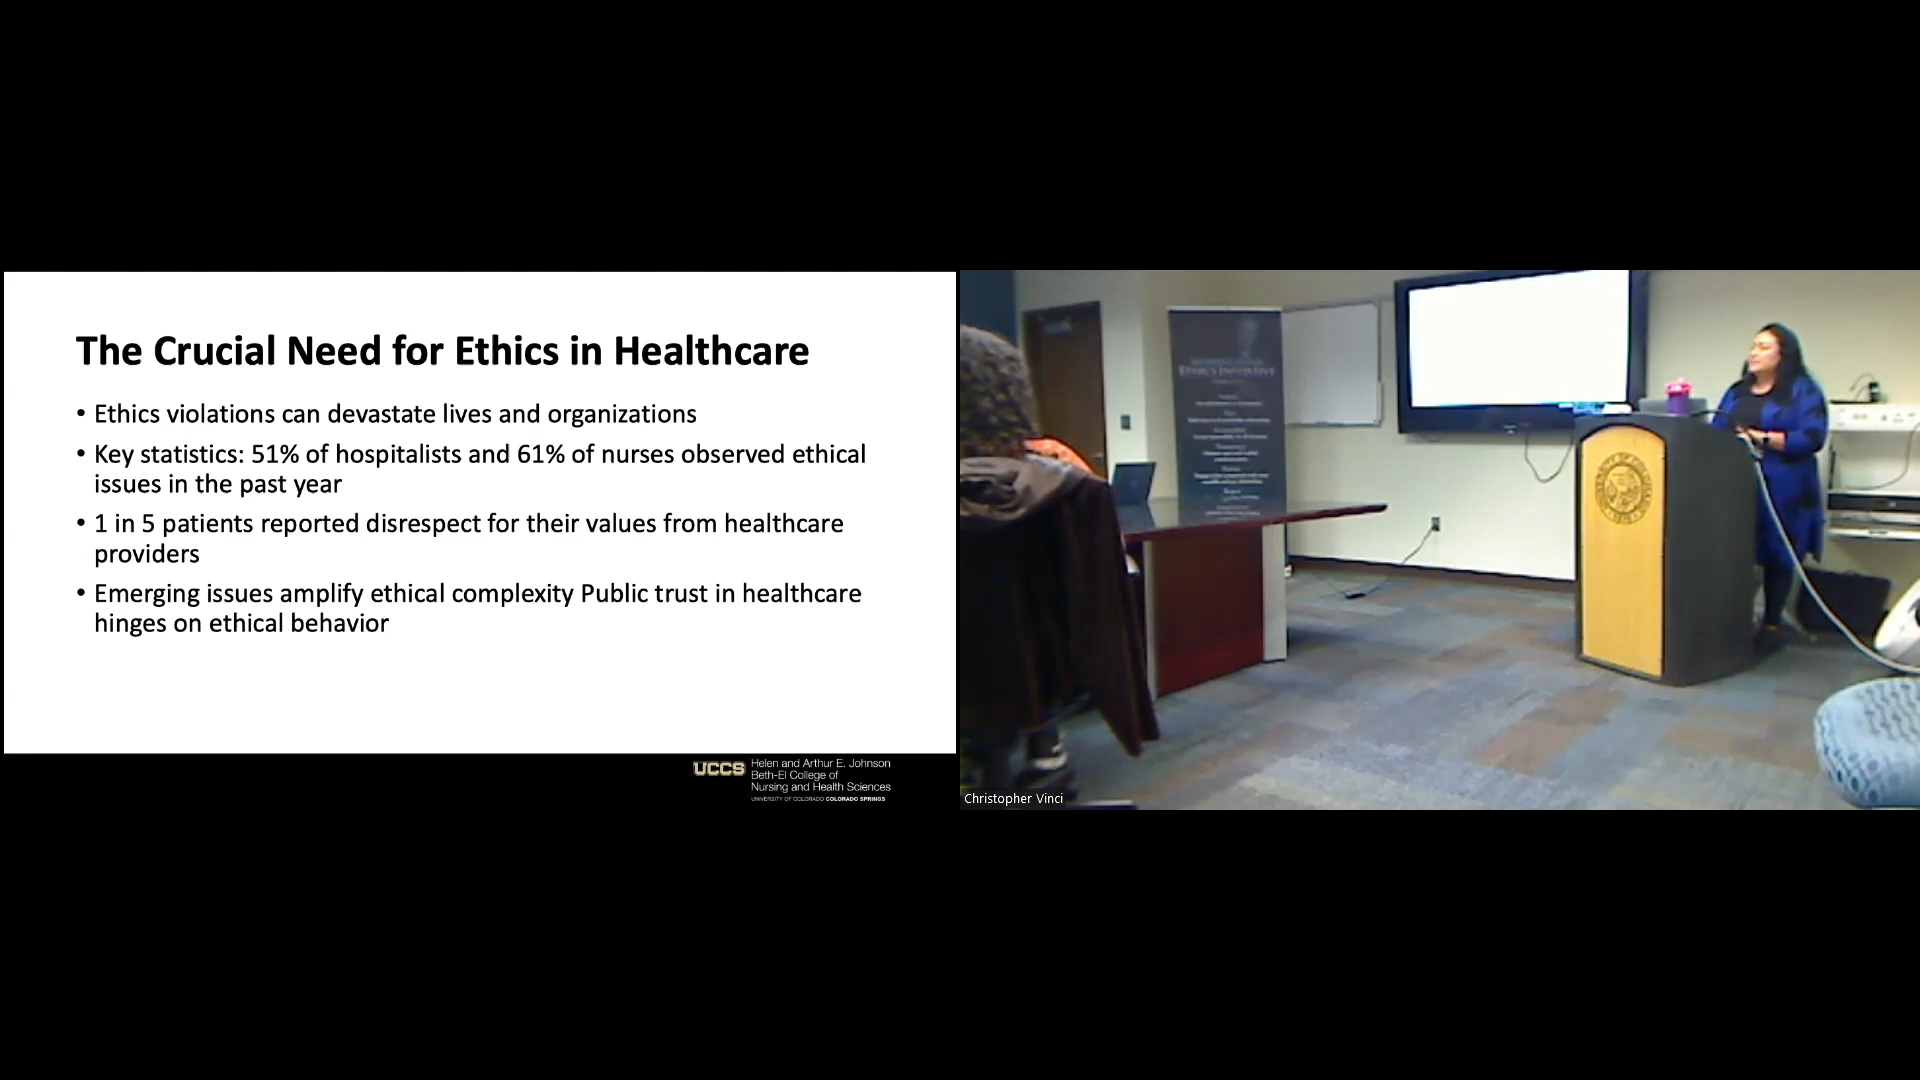 The Crucial Need for Ethics in Healthcare
• Ethics violations can devastate lives and organizations
• Key statistics: 51% of hospitalists and 61% of nurses observed ethical
issues in the past year
• 1 in 5 patients reported disrespect for their values from healthcare
providers
• Emerging issues amplify ethical complexity Public trust in healthcare
hinges on ethical behavior
UCCS
Helen and Arthur E. Johnson
Beth-El College of
Nursing and Health Sciences
UNIVERSITY OF COLORADO COLORADO SPRINGS
ETHICS INITIATIVE
Christopher Vinci